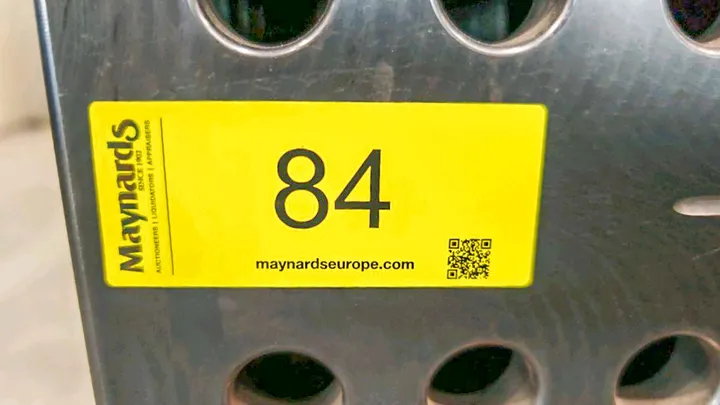 Maynards
SINCE 1902
AUCTIONEERS | LIQUIDATORS | APPRAISERS
84
maynardseurope.com